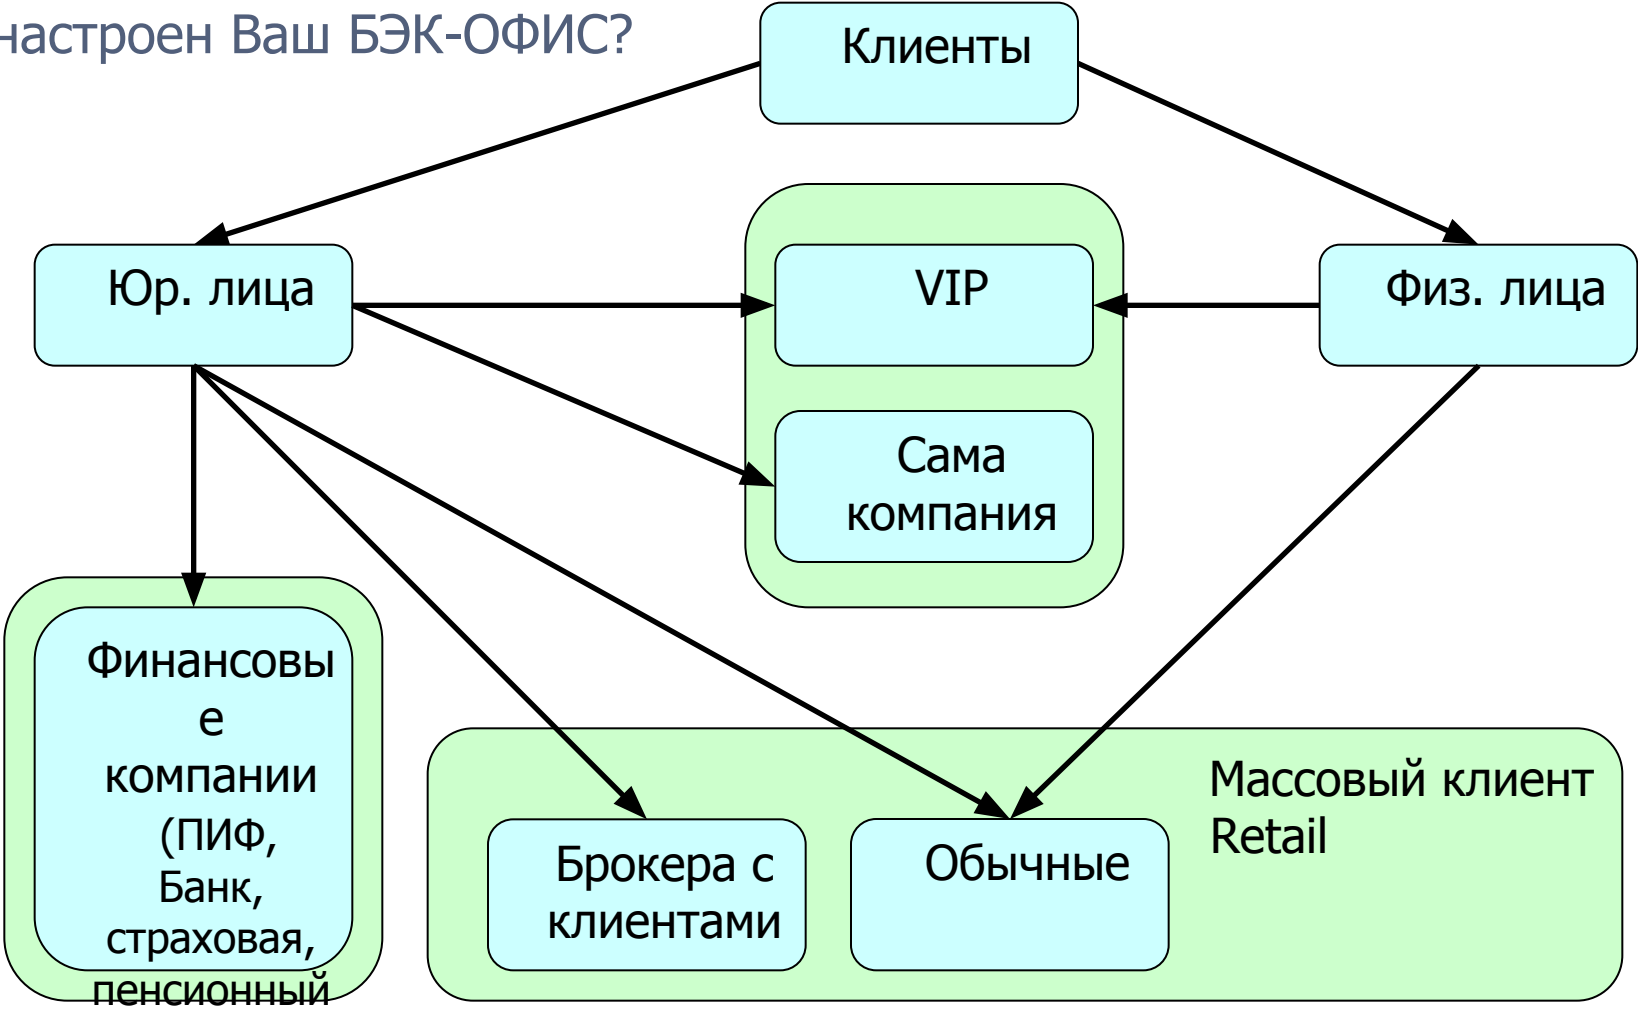 настроен Ваш БЭК-ОФИС?
Клиенты
Юр. лица
VIP
Физ. лица
Сама
компания
Финансовы
е
компании
(ПИФ,
Банк,
страховая,
пенсионный
Массовый клиент
Retail
Брокера с
клиентами
Обычные